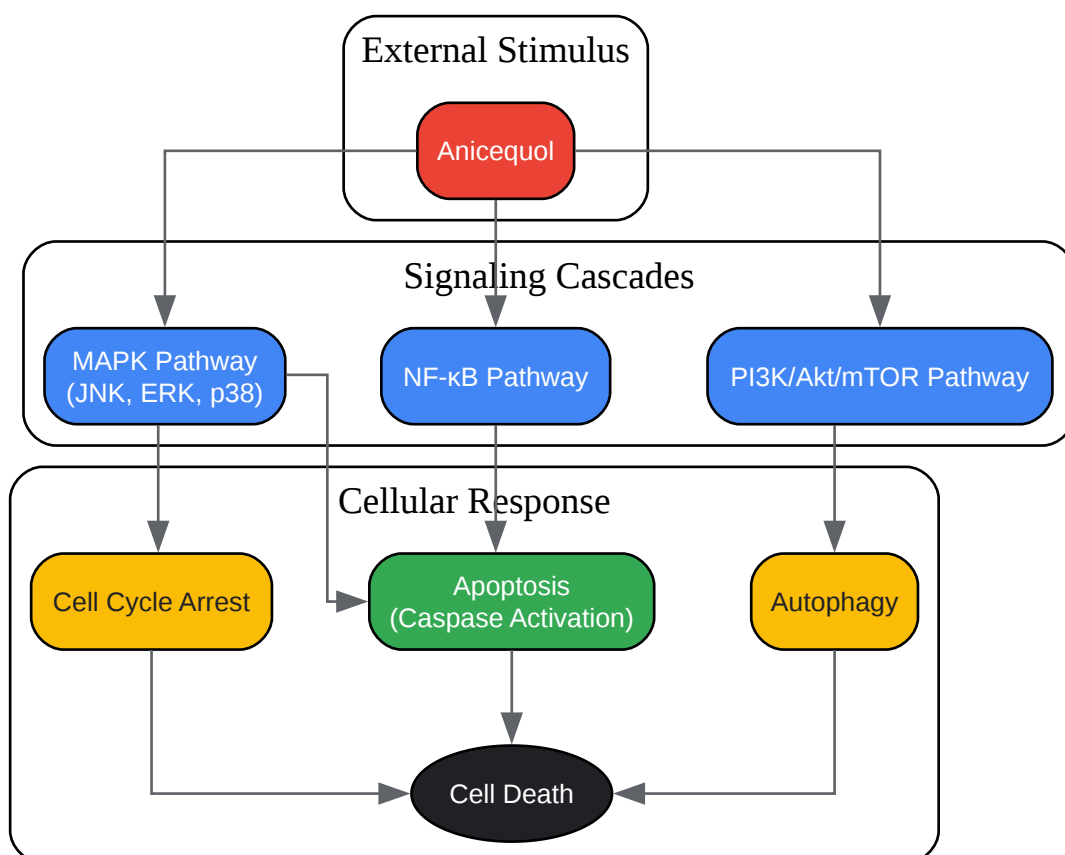 External Stimulus
Anicequol
Signaling Cascades
MAPK Pathway
(JNK, ERK, p38)
NF-κB Pathway
PI3K/Akt/mTOR Pathway
Cellular Response
Cell Cycle Arrest
Apoptosis
(Caspase Activation)
Autophagy
Cell Death